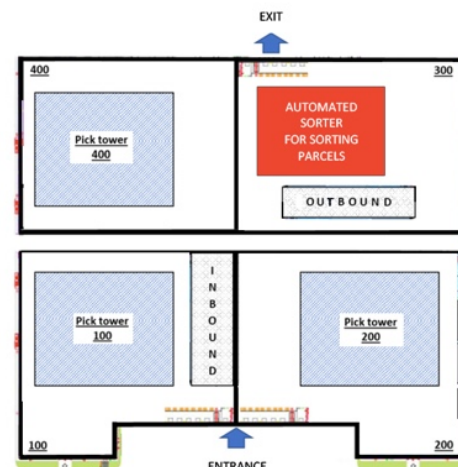 EXIT
400
300
Pick tower
400
AUTOMATED
SORTER
FOR SORTING
PARCELS
OUTBOUND
Pick tower
100
I
N
B
O
U
N
D
Pick tower
200
100
200
ENTRANCE